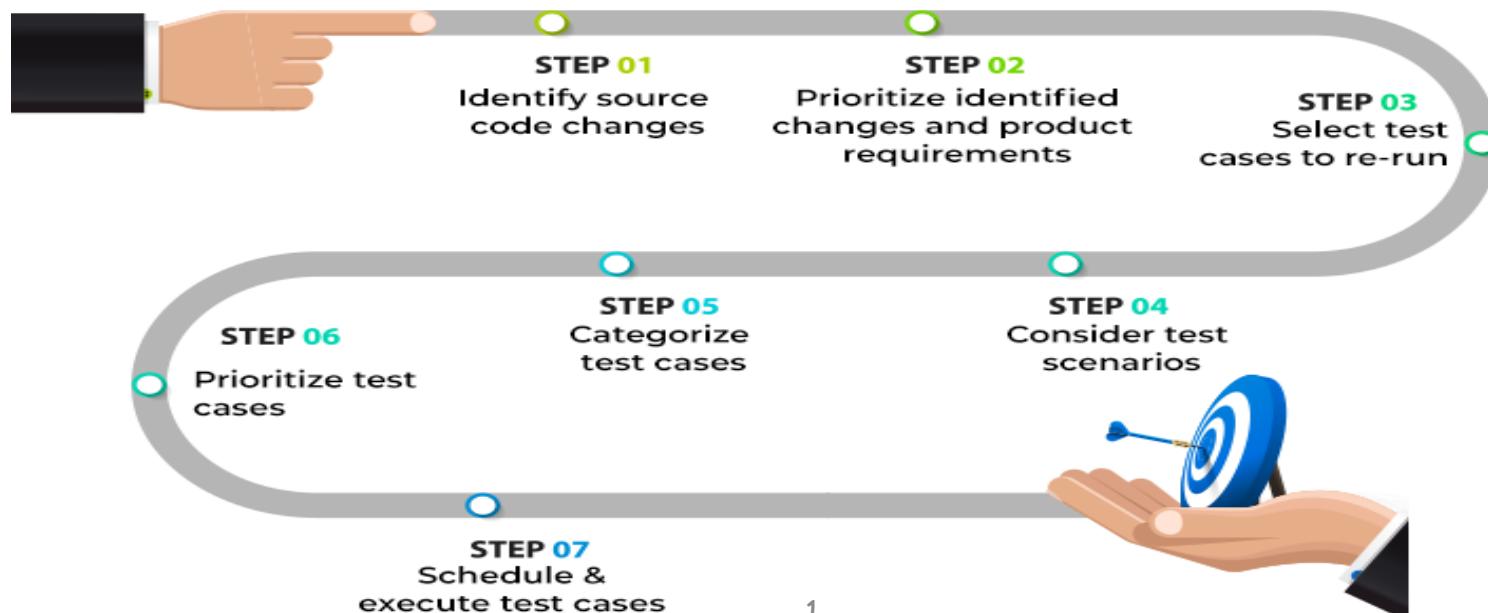 STEP 01
Identify source
code changes
STEP 02
Prioritize identified
changes and product
requirements
STEP 03
Select test
cases to re-run
STEP 04
Consider test
scenarios
STEP 05
Categorize
test cases
STEP 06
Prioritize test
cases
STEP 07
Schedule &
execute test cases
1